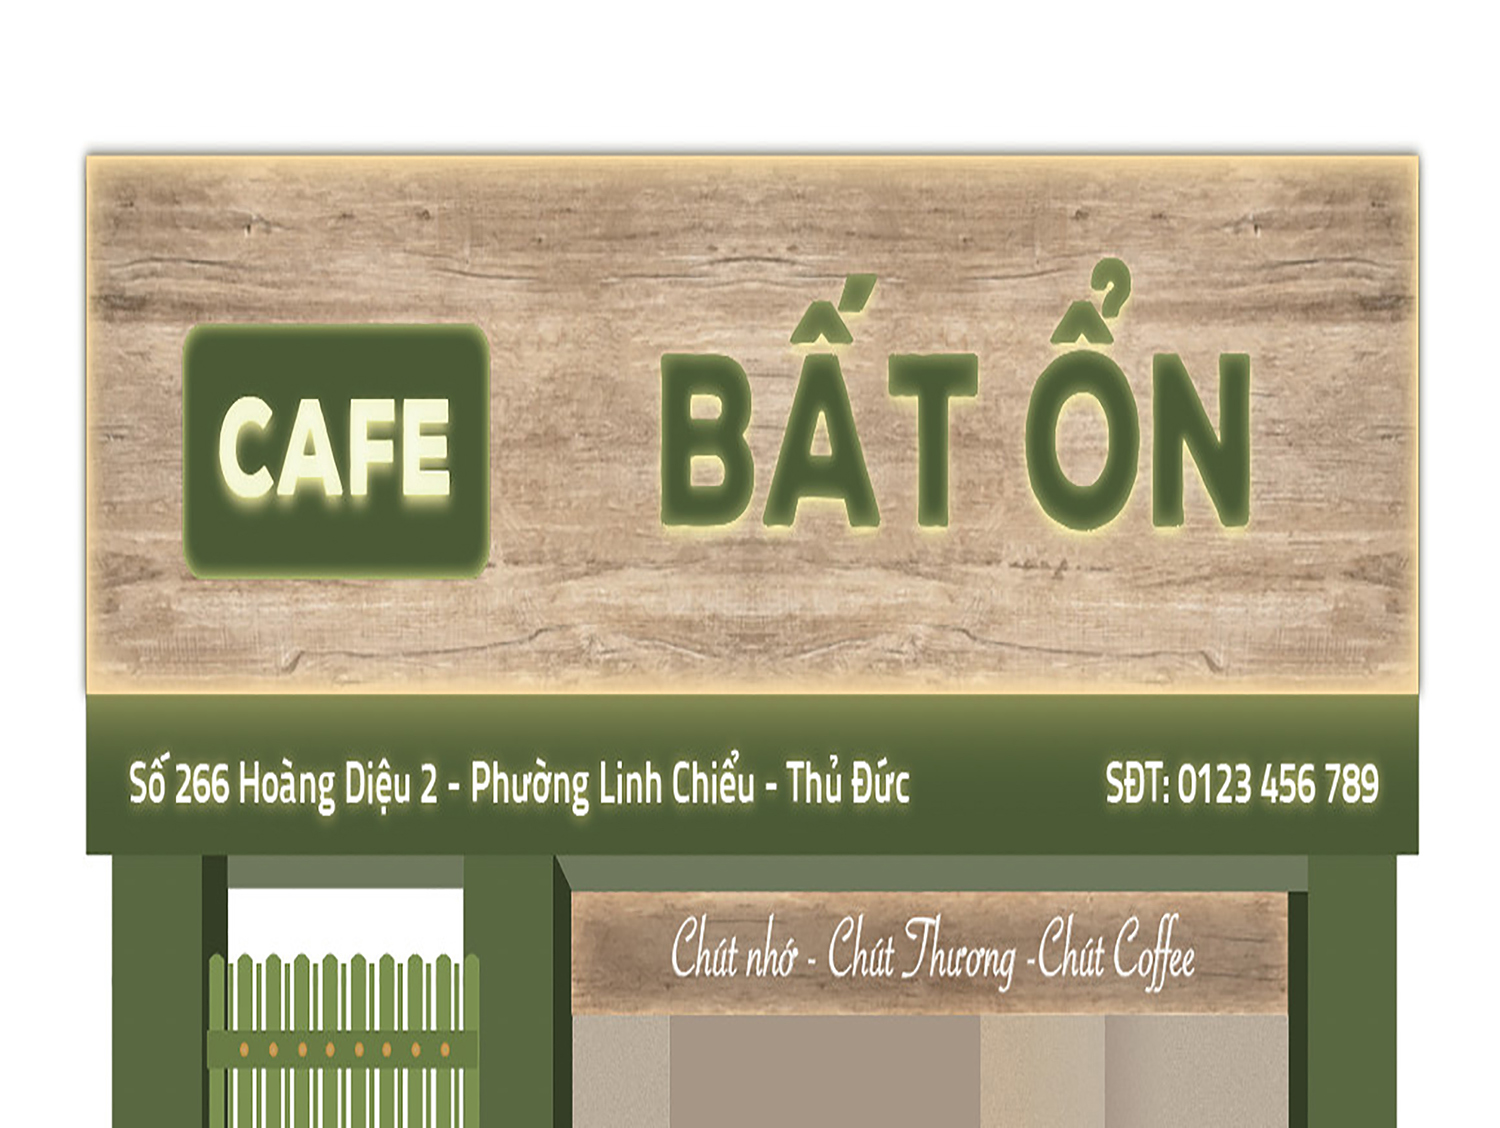 CAFE
BẤT ỔN
Số 266 Hoàng Diệu 2 - Phường Linh Chiểu - Thủ Đức
SĐT: 0123 456 789
Chút nhớ - Chút Thương -Chút Coffee